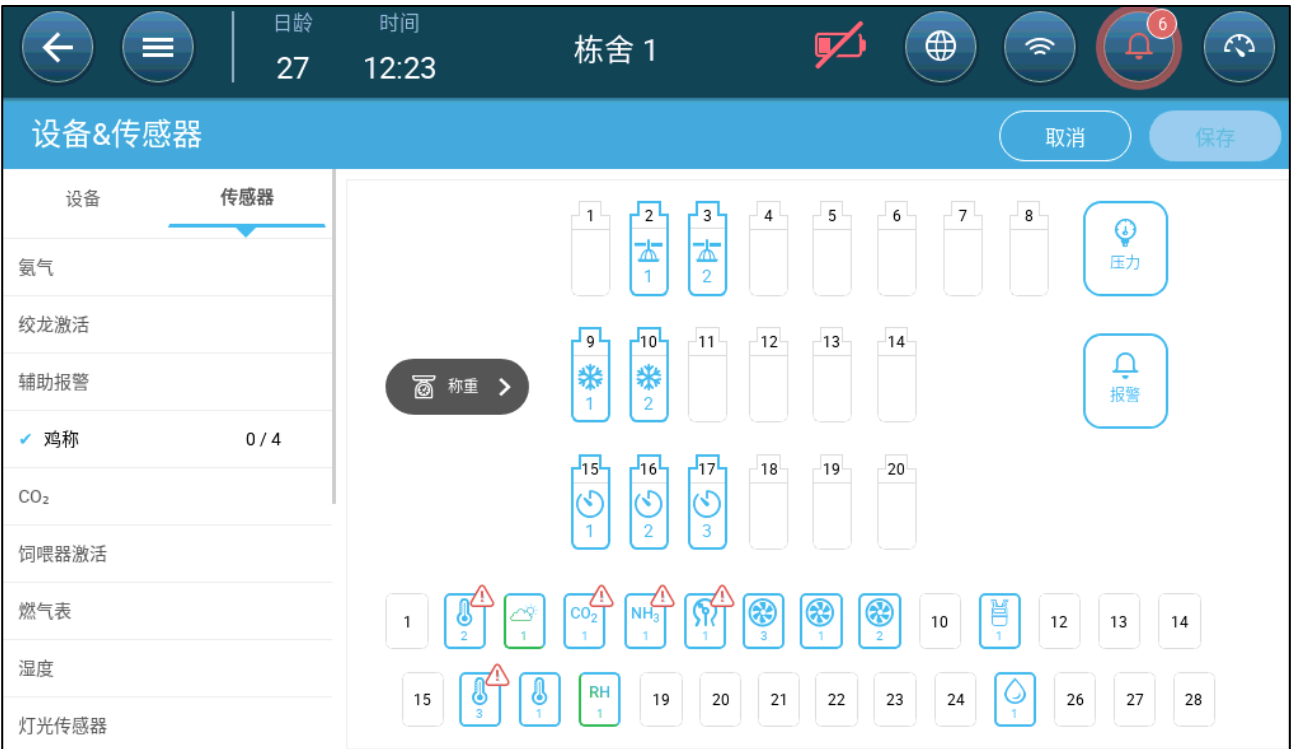 日龄 时间
27 12:23 栋舍 1 6
设备&传感器 取消 保存
设备 传感器
氨气
绞龙激活
辅助报警
✔ 鸡称 0 / 4
CO₂
饲喂器激活
燃气表
湿度
灯光传感器
1 2 3 4 5 6 7 8
1 2
压力
9 10 11 12 13 14
称重
1 2
报警
15 16 17 18 19 20
1 2 3
1 CO₂ NH₃ 10 12 13 14
2 1 1 1 1 3 1 2 1
15 RH 19 20 21 22 23 24 26 27 28
3 1 1 1